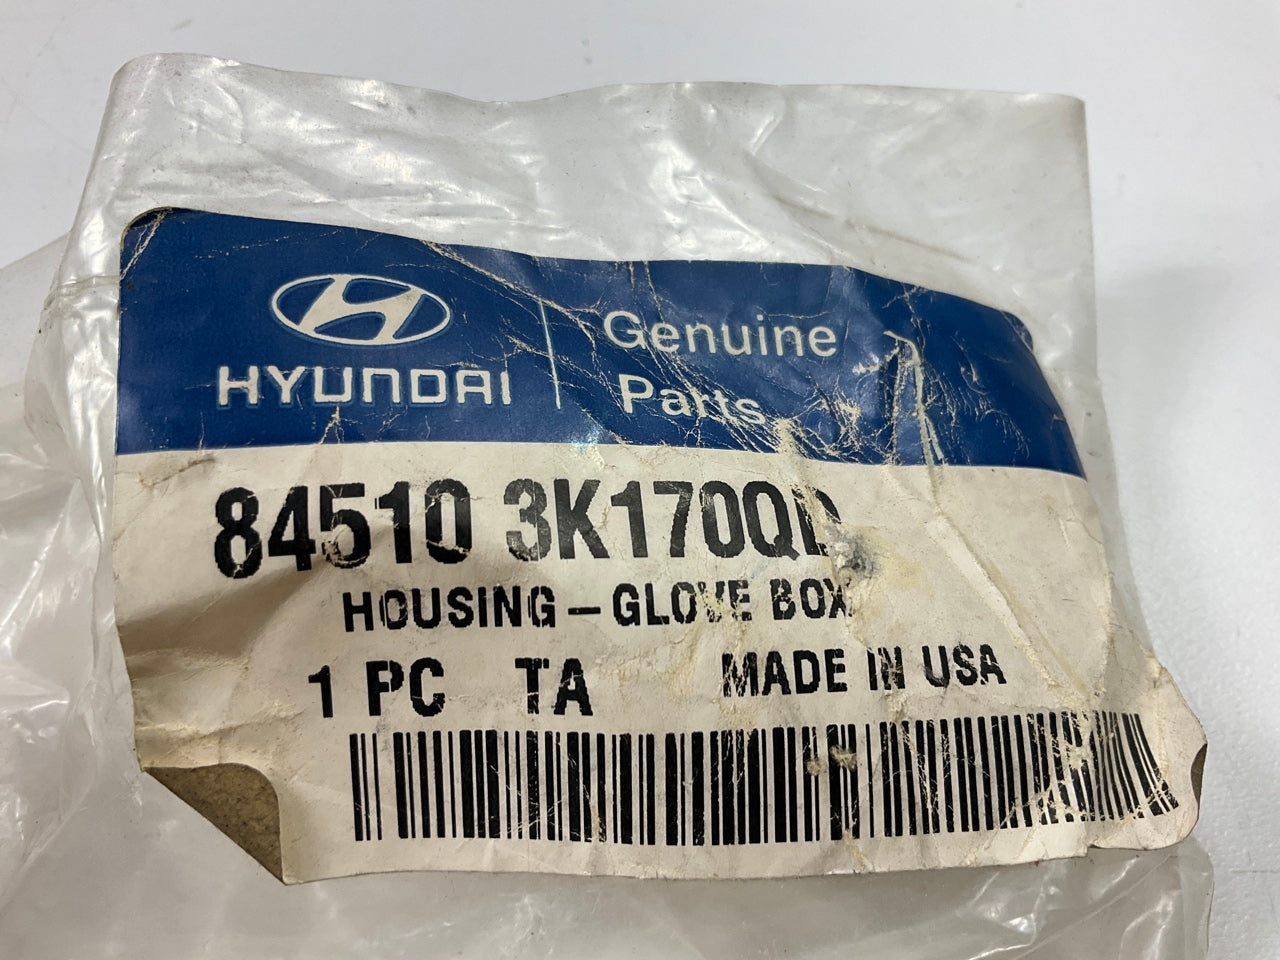 HYUNDAI
Genuine
Parts
84510 3K170QD
HOUSING-GLOVE BOX
1 PC TA MADE IN USA